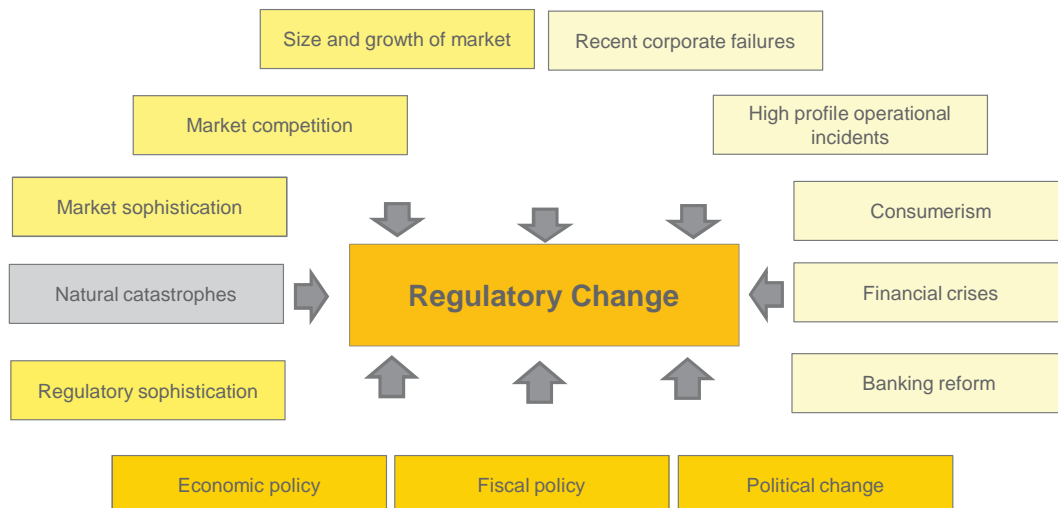 Size and growth of market
Recent corporate failures
Market competition
High profile operational
incidents
Market sophistication
Consumerism
Natural catastrophes
Regulatory Change
Financial crises
Regulatory sophistication
Banking reform
Economic policy
Fiscal policy
Political change